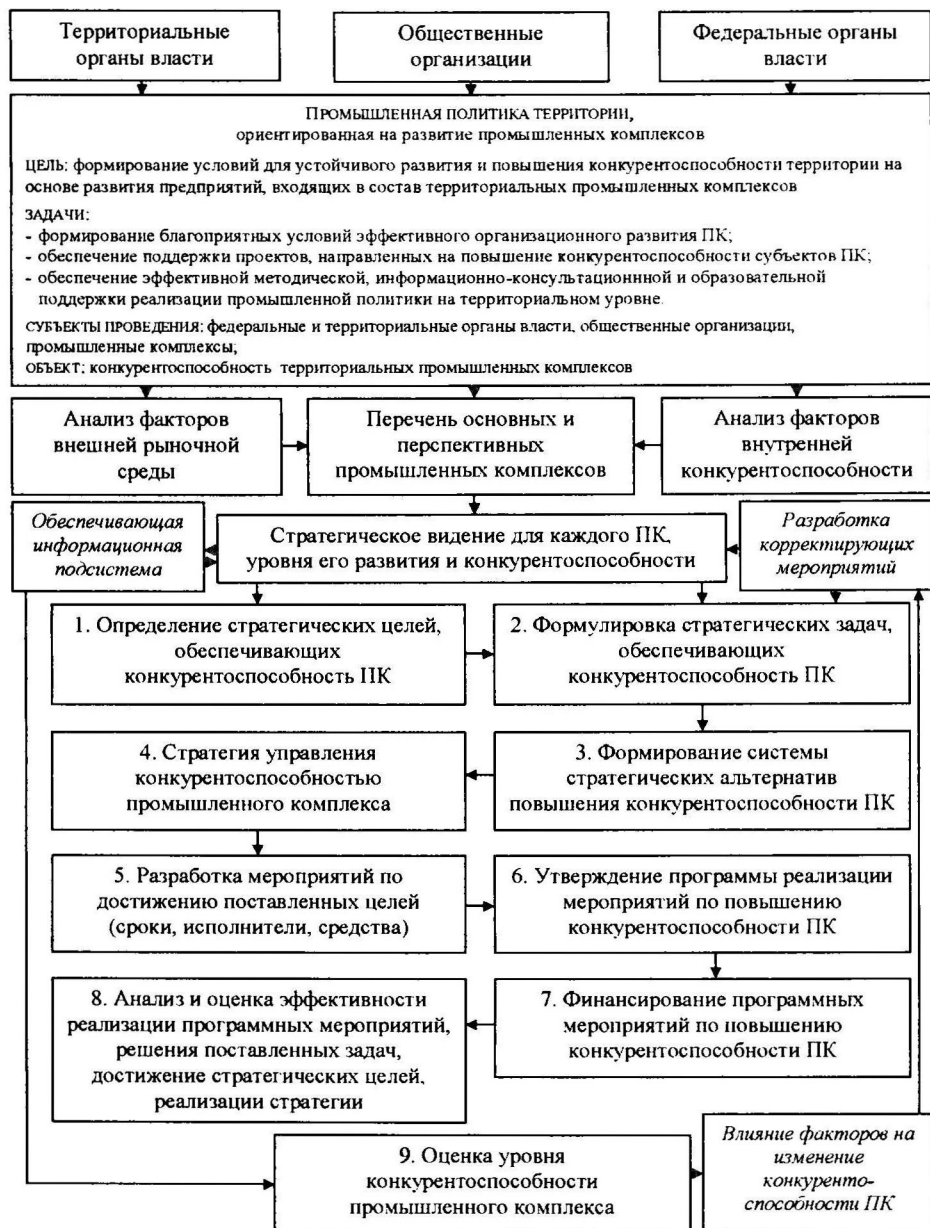 Территориальные
органы власти
Общественные
организации
Федеральные органы
власти
ПРОМЫШЛЕННАЯ ПОЛИТИКА ТЕРРИТОРИИ,
ориентированная на развитие промышленных комплексов
ЦЕЛЬ: формирование условий для устойчивого развития и повышения конкурентоспособности территории на
основе развития предприятий, входящих в состав территориальных промышленных комплексов
ЗАДАЧИ:
- формирование благоприятных условий эффективного организационного развития ПК;
- обеспечение поддержки проектов, направленных на повышение конкурентоспособности субъектов ПК;
- обеспечение эффективной методической, информационно-консультационнной и образовательной
поддержки реализации промышленной политики на территориальном уровне.
СУБЪЕКТЫ ПРОВЕДЕНИЯ: федеральные и территориальные органы власти, общественные организации,
промышленные комплексы;
ОБЪЕКТ: конкурентоспособность территориальных промышленных комплексов
Анализ факторов
внешней рыночной
среды
Перечень основных и
перспективных
промышленных комплексов
Анализ факторов
внутренней
конкурентоспособности
Обеспечивающая
информационная
подсистема
Стратегическое видение для каждого ПК,
уровня его развития и конкурентоспособности
Разработка
корректирующих
мероприятий
1. Определение стратегических целей,
обеспечивающих
конкурентоспособность ПК
2. Формулировка стратегических задач,
обеспечивающих
конкурентоспособность ПК
4. Стратегия управления
конкурентоспособностью
промышленного комплекса
3. Формирование системы
стратегических альтернатив
повышения конкурентоспособности ПК
5. Разработка мероприятий по
достижению поставленных целей
(сроки, исполнители, средства)
6. Утверждение программы реализации
мероприятий по повышению
конкурентоспособности ПК
8. Анализ и оценка эффективности
реализации программных мероприятий,
решения поставленных задач,
достижение стратегических целей,
реализации стратегии
7. Финансирование программных
мероприятий по повышению
конкурентоспособности ПК
9. Оценка уровня
конкурентоспособности
промышленного комплекса
Влияние факторов на
изменение
конкуренто-
способности ПК